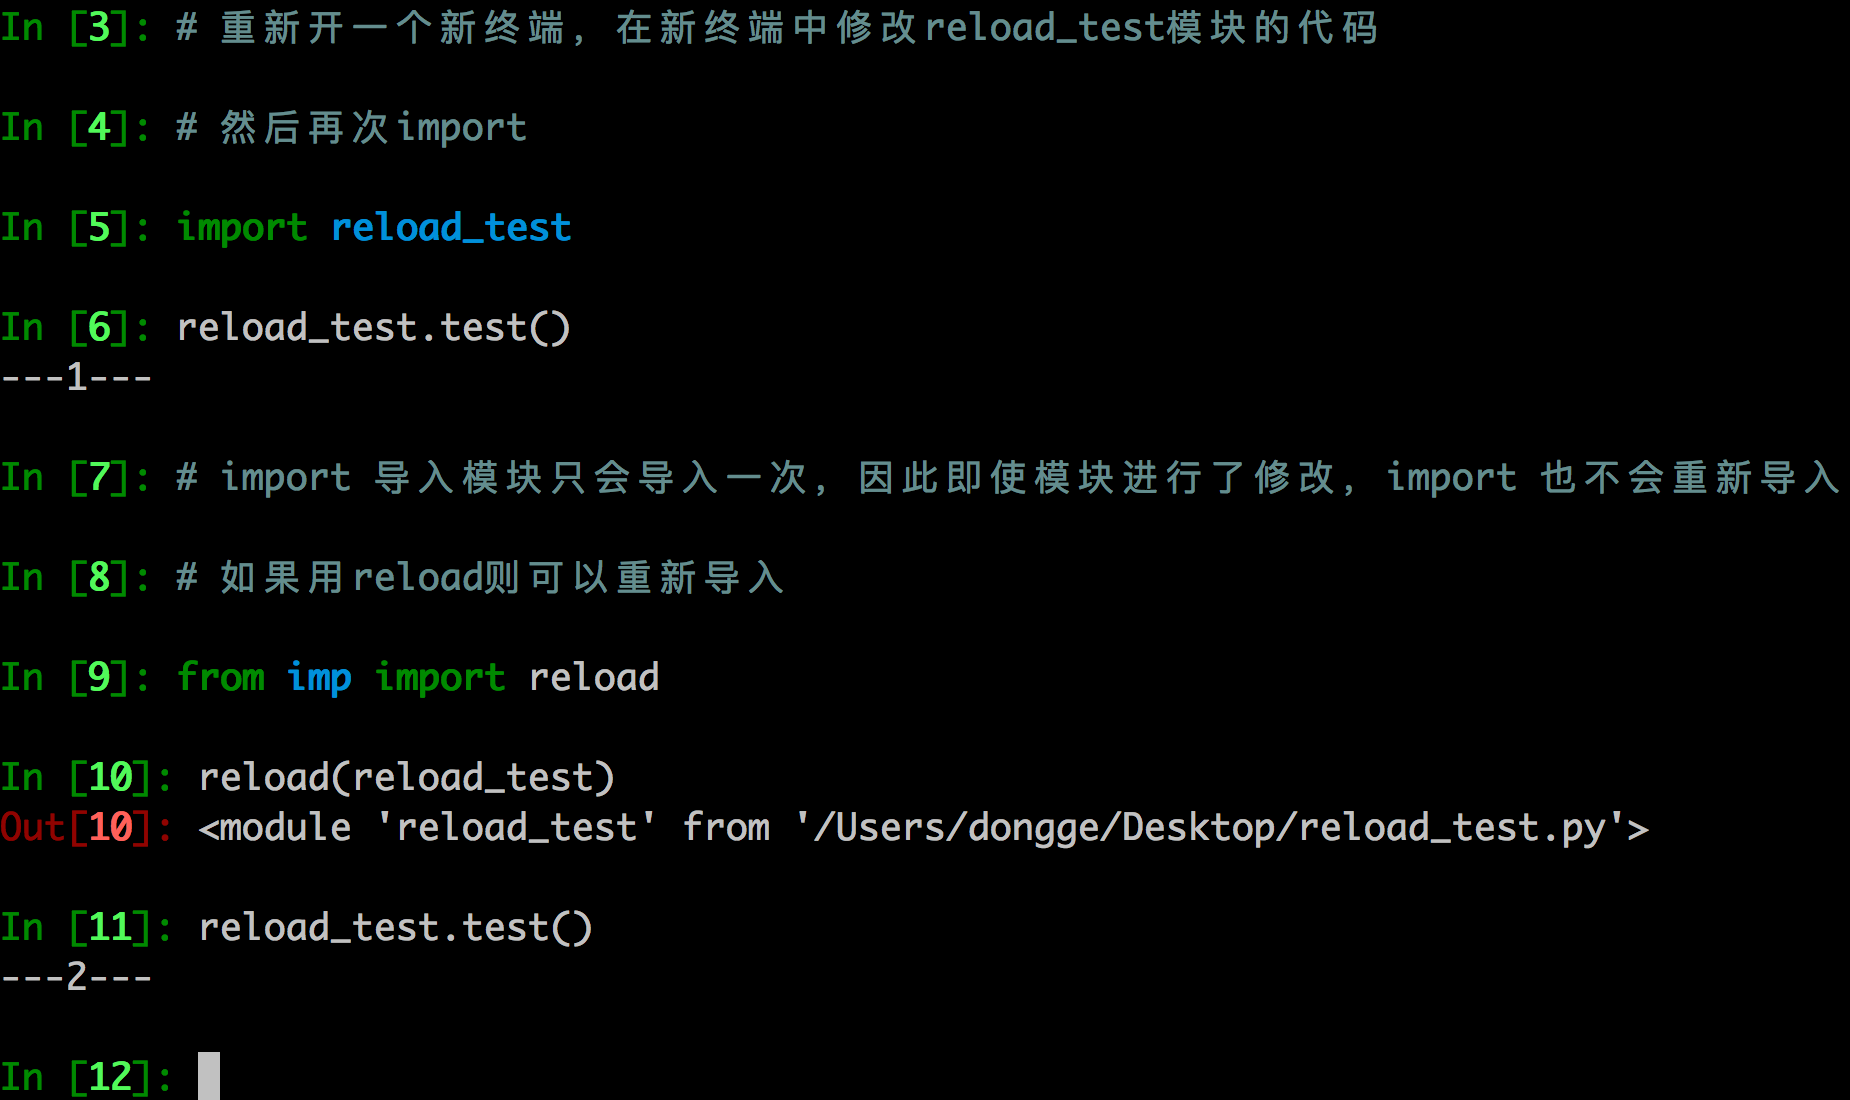 In [3]: # 重新开一个新终端，在新终端中修改reload_test模块的代码
In [4]: # 然后再次import
In [5]: import reload_test
In [6]: reload_test.test()
---1---
In [7]: # import 导入模块只会导入一次，因此即使模块进行了修改，import 也不会重新导入
In [8]: # 如果用reload则可以重新导入
In [9]: from imp import reload
In [10]: reload(reload_test)
Out[10]: <module 'reload_test' from '/Users/dongge/Desktop/reload_test.py'>
In [11]: reload_test.test()
---2---
In [12]: